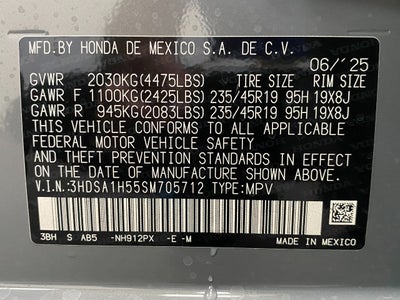 MFD.BY HONDA DE MEXICO S.A. DE C.V.
06/'25
GVWR 2030KG(4475LBS) TIRE SIZE RIM SIZE
GAWR F 1100KG(2425LBS) 235/45R19 95H 19X8J
GAWR R 945KG(2083LBS) 235/45R19 95H 19X8J
THIS VEHICLE CONFORMS TO ALL APPLICABLE
FEDERAL MOTOR VEHICLE SAFETY
AND THEFT PREVENTION STANDARDS IN EFFECT
ON THE DATE OF MANUFACTURE SHOWN ABOVE.
V.I.N.:3HDSA1H55SM705712 TYPE:MPV
3BH S AB5 -NH912PX -E -M
MADE IN MEXICO